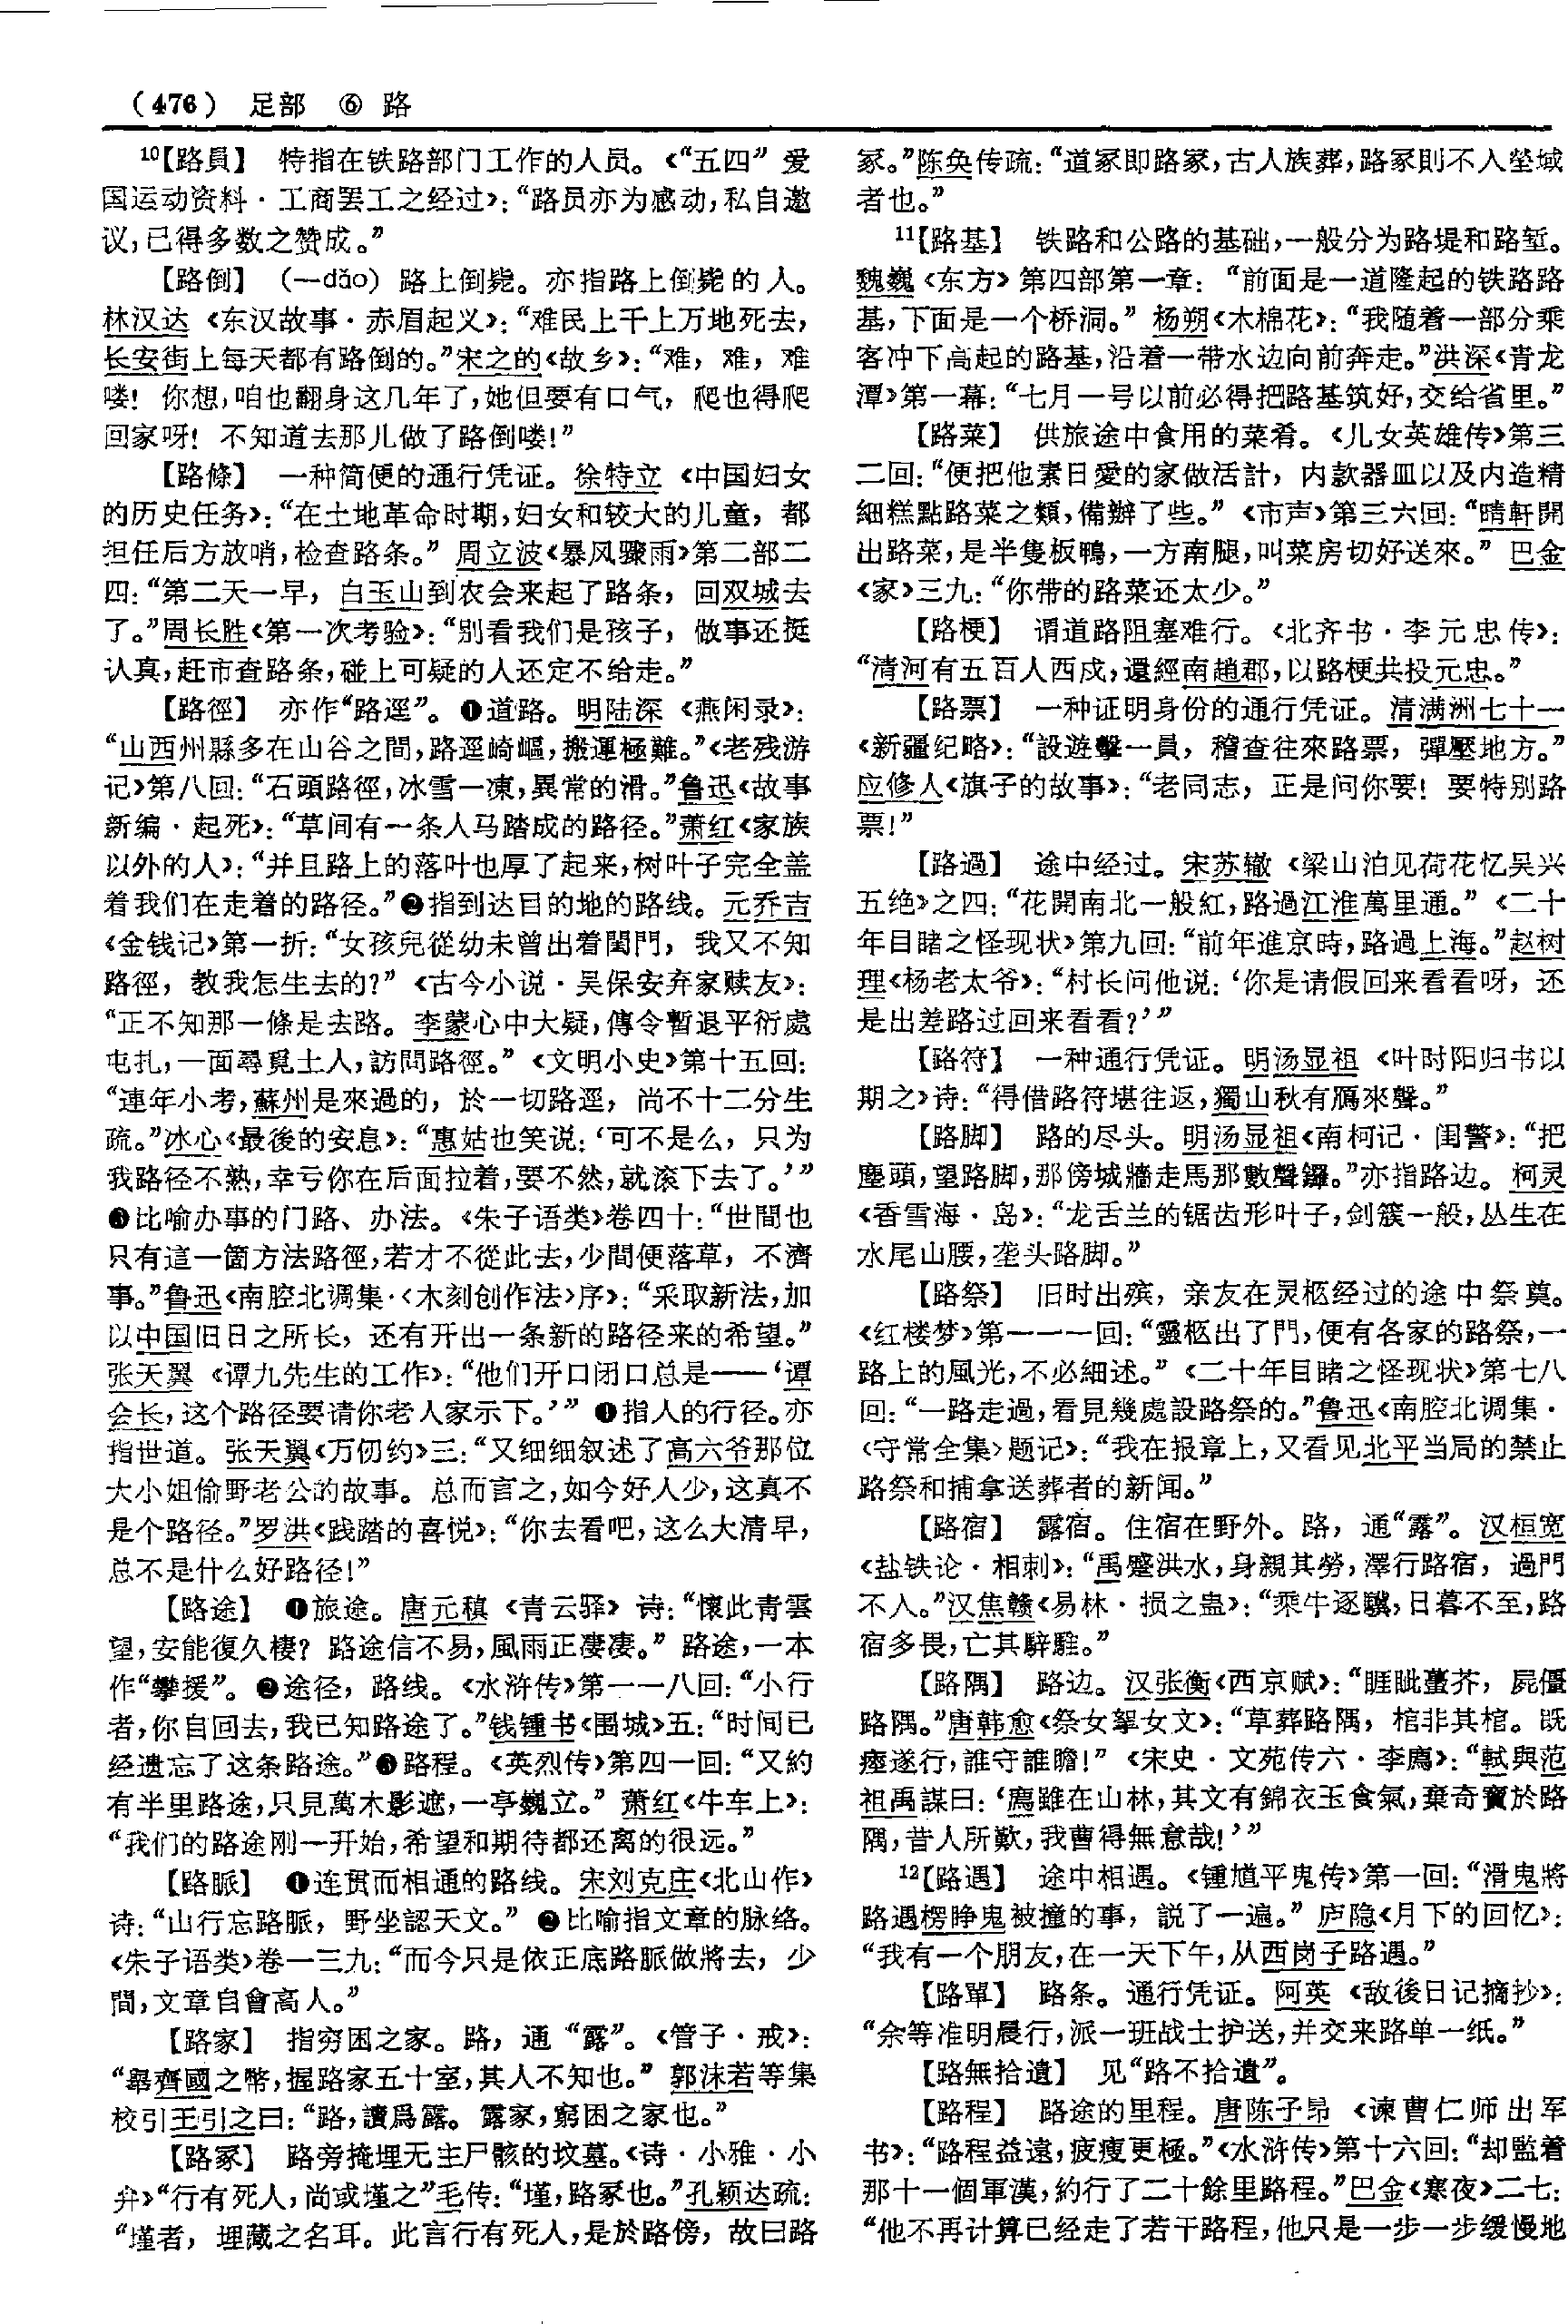 (476) 足部 ⑥ 路
¹⁰【路員】 特指在铁路部门工作的人员。《“五四”爱
国运动资料·工商罢工之经过》：“路员亦为感动，私自邀
议，已得多数之赞成。”
【路倒】 （—dǎo）路上倒毙。亦指路上倒毙的人。
林汉达《东汉故事·赤眉起义》：“难民上千上万地死去，
长安街上每天都有路倒的。”宋之的《故乡》：“难，难，难
喽！你想，咱也翻身这几年了，她但要有口气，爬也得爬
回家呀！不知道去那儿做了路倒喽！”
【路條】 一种简便的通行凭证。徐特立《中国妇女
的历史任务》：“在土地革命时期，妇女和较大的儿童，都
担任后方放哨，检查路条。”周立波《暴风骤雨》第二部二
四：“第二天一早，白玉山到农会来起了路条，回双城去
了。”周长胜《第一次考验》：“别看我们是孩子，做事还挺
认真，赶市查路条，碰上可疑的人还定不给走。”
【路徑】 亦作“路逕”。❶道路。明陆深《燕闲录》：
“山西州縣多在山谷之間，路逕崎嶇，搬運極難。”《老残游
记》第八回：“石頭路徑，冰雪一凍，異常的滑。”鲁迅《故事
新编·起死》：“草间有一条人马踏成的路径。”萧红《家族
以外的人》：“并且路上的落叶也厚了起来，树叶子完全盖
着我们在走着的路径。”❷指到达目的地的路线。元乔吉
《金钱记》第一折：“女孩兒從幼未曾出着閨門，我又不知
路徑，教我怎生去的？”《古今小说·吴保安弃家赎友》：
“正不知那一條是去路。李蒙心中大疑，傳令暫退平衍處
屯扎，一面尋覓土人，訪問路徑。”《文明小史》第十五回：
“連年小考，蘇州是來過的，於一切路逕，尚不十二分生
疏。”冰心《最後的安息》：“惠姑也笑说：‘可不是么，只为
我路径不熟，幸亏你在后面拉着，要不然，就滚下去了。’”
❸比喻办事的门路、办法。《朱子语类》卷四十：“世間也
只有這一箇方法路徑，若才不從此去，少間便落草，不濟
事。”鲁迅《南腔北调集·〈木刻创作法〉序》：“采取新法，加
以中国旧日之所长，还有开出一条新的路径来的希望。”
张天翼《谭九先生的工作》：“他们开口闭口总是——‘谭
会长，这个路径要请你老人家示下。’”❹指人的行径。亦
指世道。张天翼《万仞约》三：“又细细叙述了高六爷那位
大小姐偷野老公的故事。总而言之，如今好人少，这真不
是个路径。”罗洪《践踏的喜悦》：“你去看吧，这么大清早，
总不是什么好路径！”
【路途】 ❶旅途。唐元稹《青云驿》诗：“懷此青雲
望，安能復久棲？路途信不易，風雨正淒淒。”路途，一本
作“攀援”。❷途径，路线。《水浒传》第一一八回：“小行
者，你自回去，我已知路途了。”钱锺书《围城》五：“时间已
经遗忘了这条路途。”❸路程。《英烈传》第四一回：“又約
有半里路途，只見萬木影遮，一亭巍立。”萧红《牛车上》：
“我们的路途刚一开始，希望和期待都还离的很远。”
【路脈】 ❶连贯而相通的路线。宋刘克庄《北山作》
诗：“山行忘路脈，野坐認天文。”❷比喻指文章的脉络。
《朱子语类》卷一三九：“而今只是依正底路脈做將去，少
間，文章自會高人。”
【路家】 指穷困之家。路，通“露”。《管子·戒》：
“舉齊國之幣，握路家五十室，其人不知也。”郭沫若等集
校引王引之曰：“路，讀爲露。露家，窮困之家也。”
【路冢】 路旁掩埋无主尸骸的坟墓。《诗·小雅·小
弁》“行有死人，尚或墐之”毛传：“墐，路冢也。”孔颖达疏：
“墐者，埋藏之名耳。此言行有死人，是於路傍，故曰路
冢。”陈奂传疏：“道冢即路冢，古人族葬，路冢則不入塋域
者也。”
¹¹【路基】 铁路和公路的基础，一般分为路堤和路堑。
魏巍《东方》第四部第一章：“前面是一道隆起的铁路路
基，下面是一个桥洞。”杨朔《木棉花》：“我随着一部分乘
客冲下高起的路基，沿着一带水边向前奔走。”洪深《青龙
潭》第一幕：“七月一号以前必得把路基筑好，交给省里。”
【路菜】 供旅途中食用的菜肴。《儿女英雄传》第三
二回：“便把他素日愛的家做活計，内款器皿以及内造精
細糕點路菜之類，備辦了些。”《市声》第三六回：“晴軒開
出路菜，是半隻板鴨，一方南腿，叫菜房切好送來。”巴金
《家》三九：“你带的路菜还太少。”
【路梗】 谓道路阻塞难行。《北齐书·李元忠传》：
“清河有五百人西戍，還經南趙郡，以路梗共投元忠。”
【路票】 一种证明身份的通行凭证。清满洲七十一
《新疆纪略》：“設遊擊一員，稽查往來路票，彈壓地方。”
应修人《旗子的故事》：“老同志，正是问你要！要特别路
票！”
【路過】 途中经过。宋苏辙《梁山泊见荷花忆吴兴
五绝》之四：“花開南北一般紅，路過江淮萬里通。”《二十
年目睹之怪现状》第九回：“前年進京時，路過上海。”赵树
理《杨老太爷》：“村长问他说：‘你是请假回来看看呀，还
是出差路过回来看看？’”
【路符】 一种通行凭证。明汤显祖《叶时阳归书以
期之》诗：“得借路符堪往返，獨山秋有鴈來聲。”
【路脚】 路的尽头。明汤显祖《南柯记·闺警》：“把
塵頭，望路脚，那傍城牆走馬那數聲鑼。”亦指路边。柯灵
《香雪海·岛》：“龙舌兰的锯齿形叶子，剑簇一般，丛生在
水尾山腰，垄头路脚。”
【路祭】 旧时出殡，亲友在灵柩经过的途中祭奠。
《红楼梦》第一一一回：“靈柩出了門，便有各家的路祭，一
路上的風光，不必細述。”《二十年目睹之怪现状》第七八
回：“一路走過，看見幾處設路祭的。”鲁迅《南腔北调集·
〈守常全集〉题记》：“我在报章上，又看见北平当局的禁止
路祭和捕拿送葬者的新闻。”
【路宿】 露宿。住宿在野外。路，通“露”。汉桓宽
《盐铁论·相刺》：“禹蹙洪水，身親其勞，澤行路宿，過門
不入。”汉焦赣《易林·损之蛊》：“乘牛逐驥，日暮不至，路
宿多畏，亡其騂騅。”
【路隅】 路边。汉张衡《西京赋》：“睚眦蠆芥，屍僵
路隅。”唐韩愈《祭女挐女文》：“草葬路隅，棺非其棺。既
瘞遂行，誰守誰瞻！”《宋史·文苑传六·李廌》：“軾與范
祖禹謀曰：‘廌雖在山林，其文有錦衣玉食氣，棄奇寶於路
隅，昔人所歎，我曹得無意哉！’”
¹²【路遇】 途中相遇。《锺馗平鬼传》第一回：“滑鬼將
路遇楞睁鬼被撞的事，説了一遍。”庐隐《月下的回忆》：
“我有一个朋友，在一天下午，从西岗子路遇。”
【路單】 路条。通行凭证。阿英《敌後日记摘抄》：
“余等准明晨行，派一班战士护送，并交来路单一纸。”
【路無拾遺】 见“路不拾遺”。
【路程】 路途的里程。唐陈子昂《谏曹仁师出军
书》：“路程益遠，疲瘦更極。”《水浒传》第十六回：“却監着
那十一個軍漢，約行了二十餘里路程。”巴金《寒夜》二七：
“他不再计算已经走了若干路程，他只是一步一步缓慢地